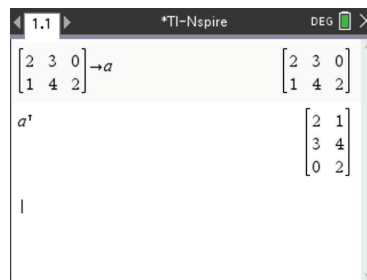 1.1 *TI-Nspire DEG
[2 3 0
1 4 2]→a [2 3 0
1 4 2]
aᵀ [2 1
3 4
0 2]